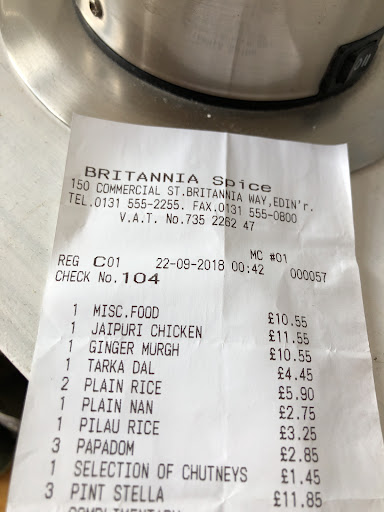 BRITANNIA Spice
150 COMMERCIAL ST.BRITANNIA WAY,EDIN'r.
TEL.0131 555-2255. FAX.0131 555-0800
V.A.T. No.735 2262 47
MC #01
REG C01 22-09-2018 00:42 000057
CHECK No.104
1 MISC.FOOD £10.55
1 JAIPURI CHICKEN £11.55
1 GINGER MURGH £10.55
1 TARKA DAL £4.45
2 PLAIN RICE £5.90
1 PLAIN NAN £2.75
1 PILAU RICE £3.25
3 PAPADOM £2.85
1 SELECTION OF CHUTNEYS £1.45
3 PINT STELLA £11.85
COMPLIMENTARY